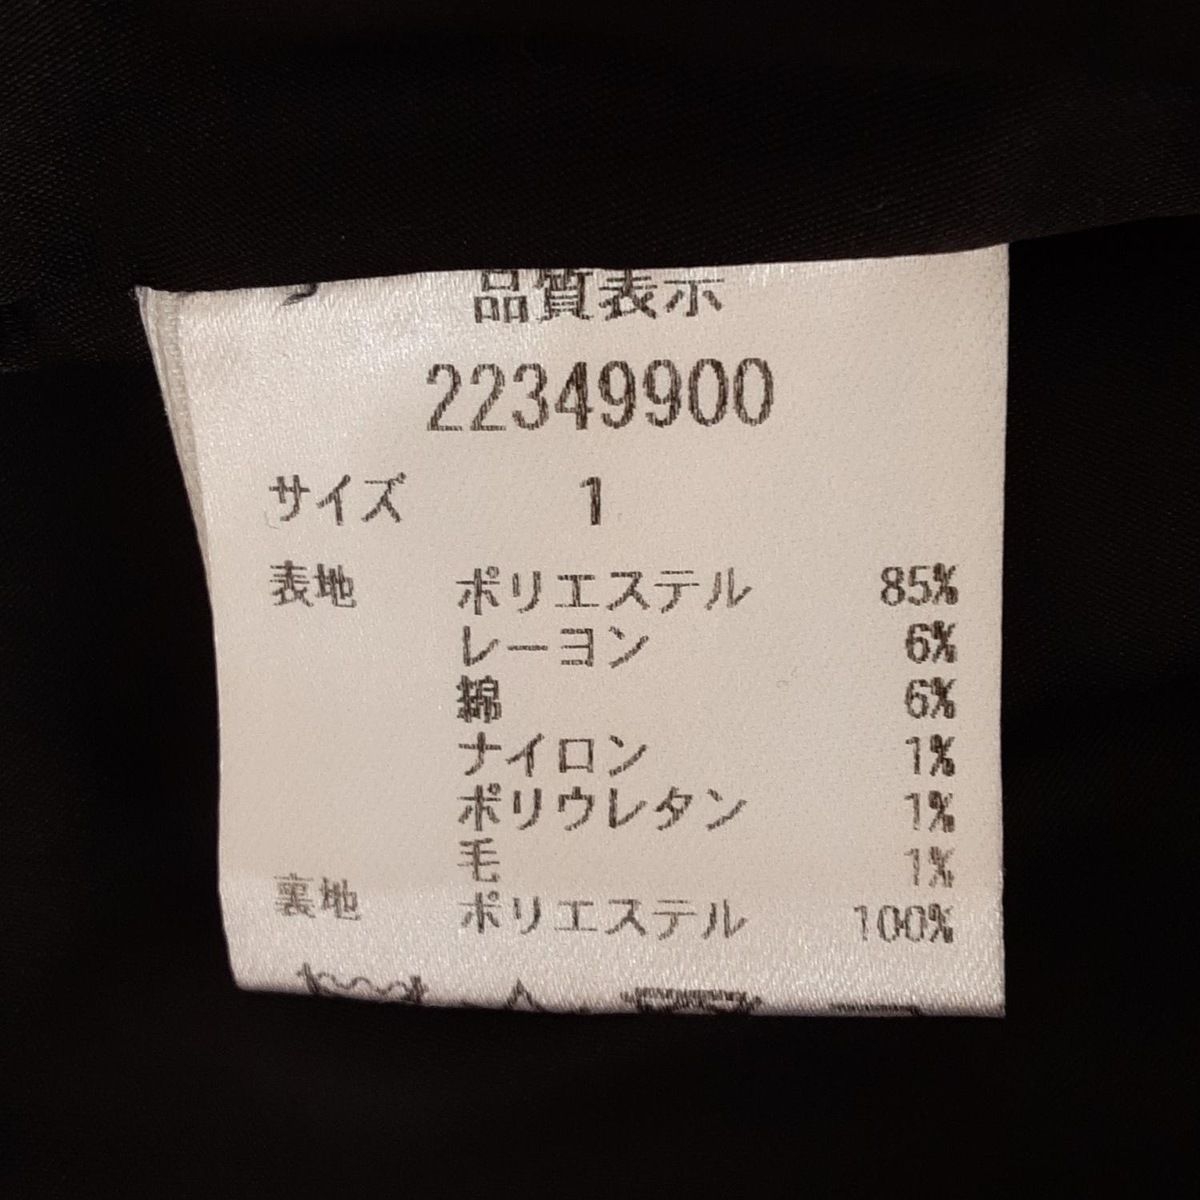 品質表示
22349900
サイズ 1
表地 ポリエステル 85%
レーヨン 6%
綿 6%
ナイロン 1%
ポリウレタン 1%
毛 1%
裏地 ポリエステル 100%